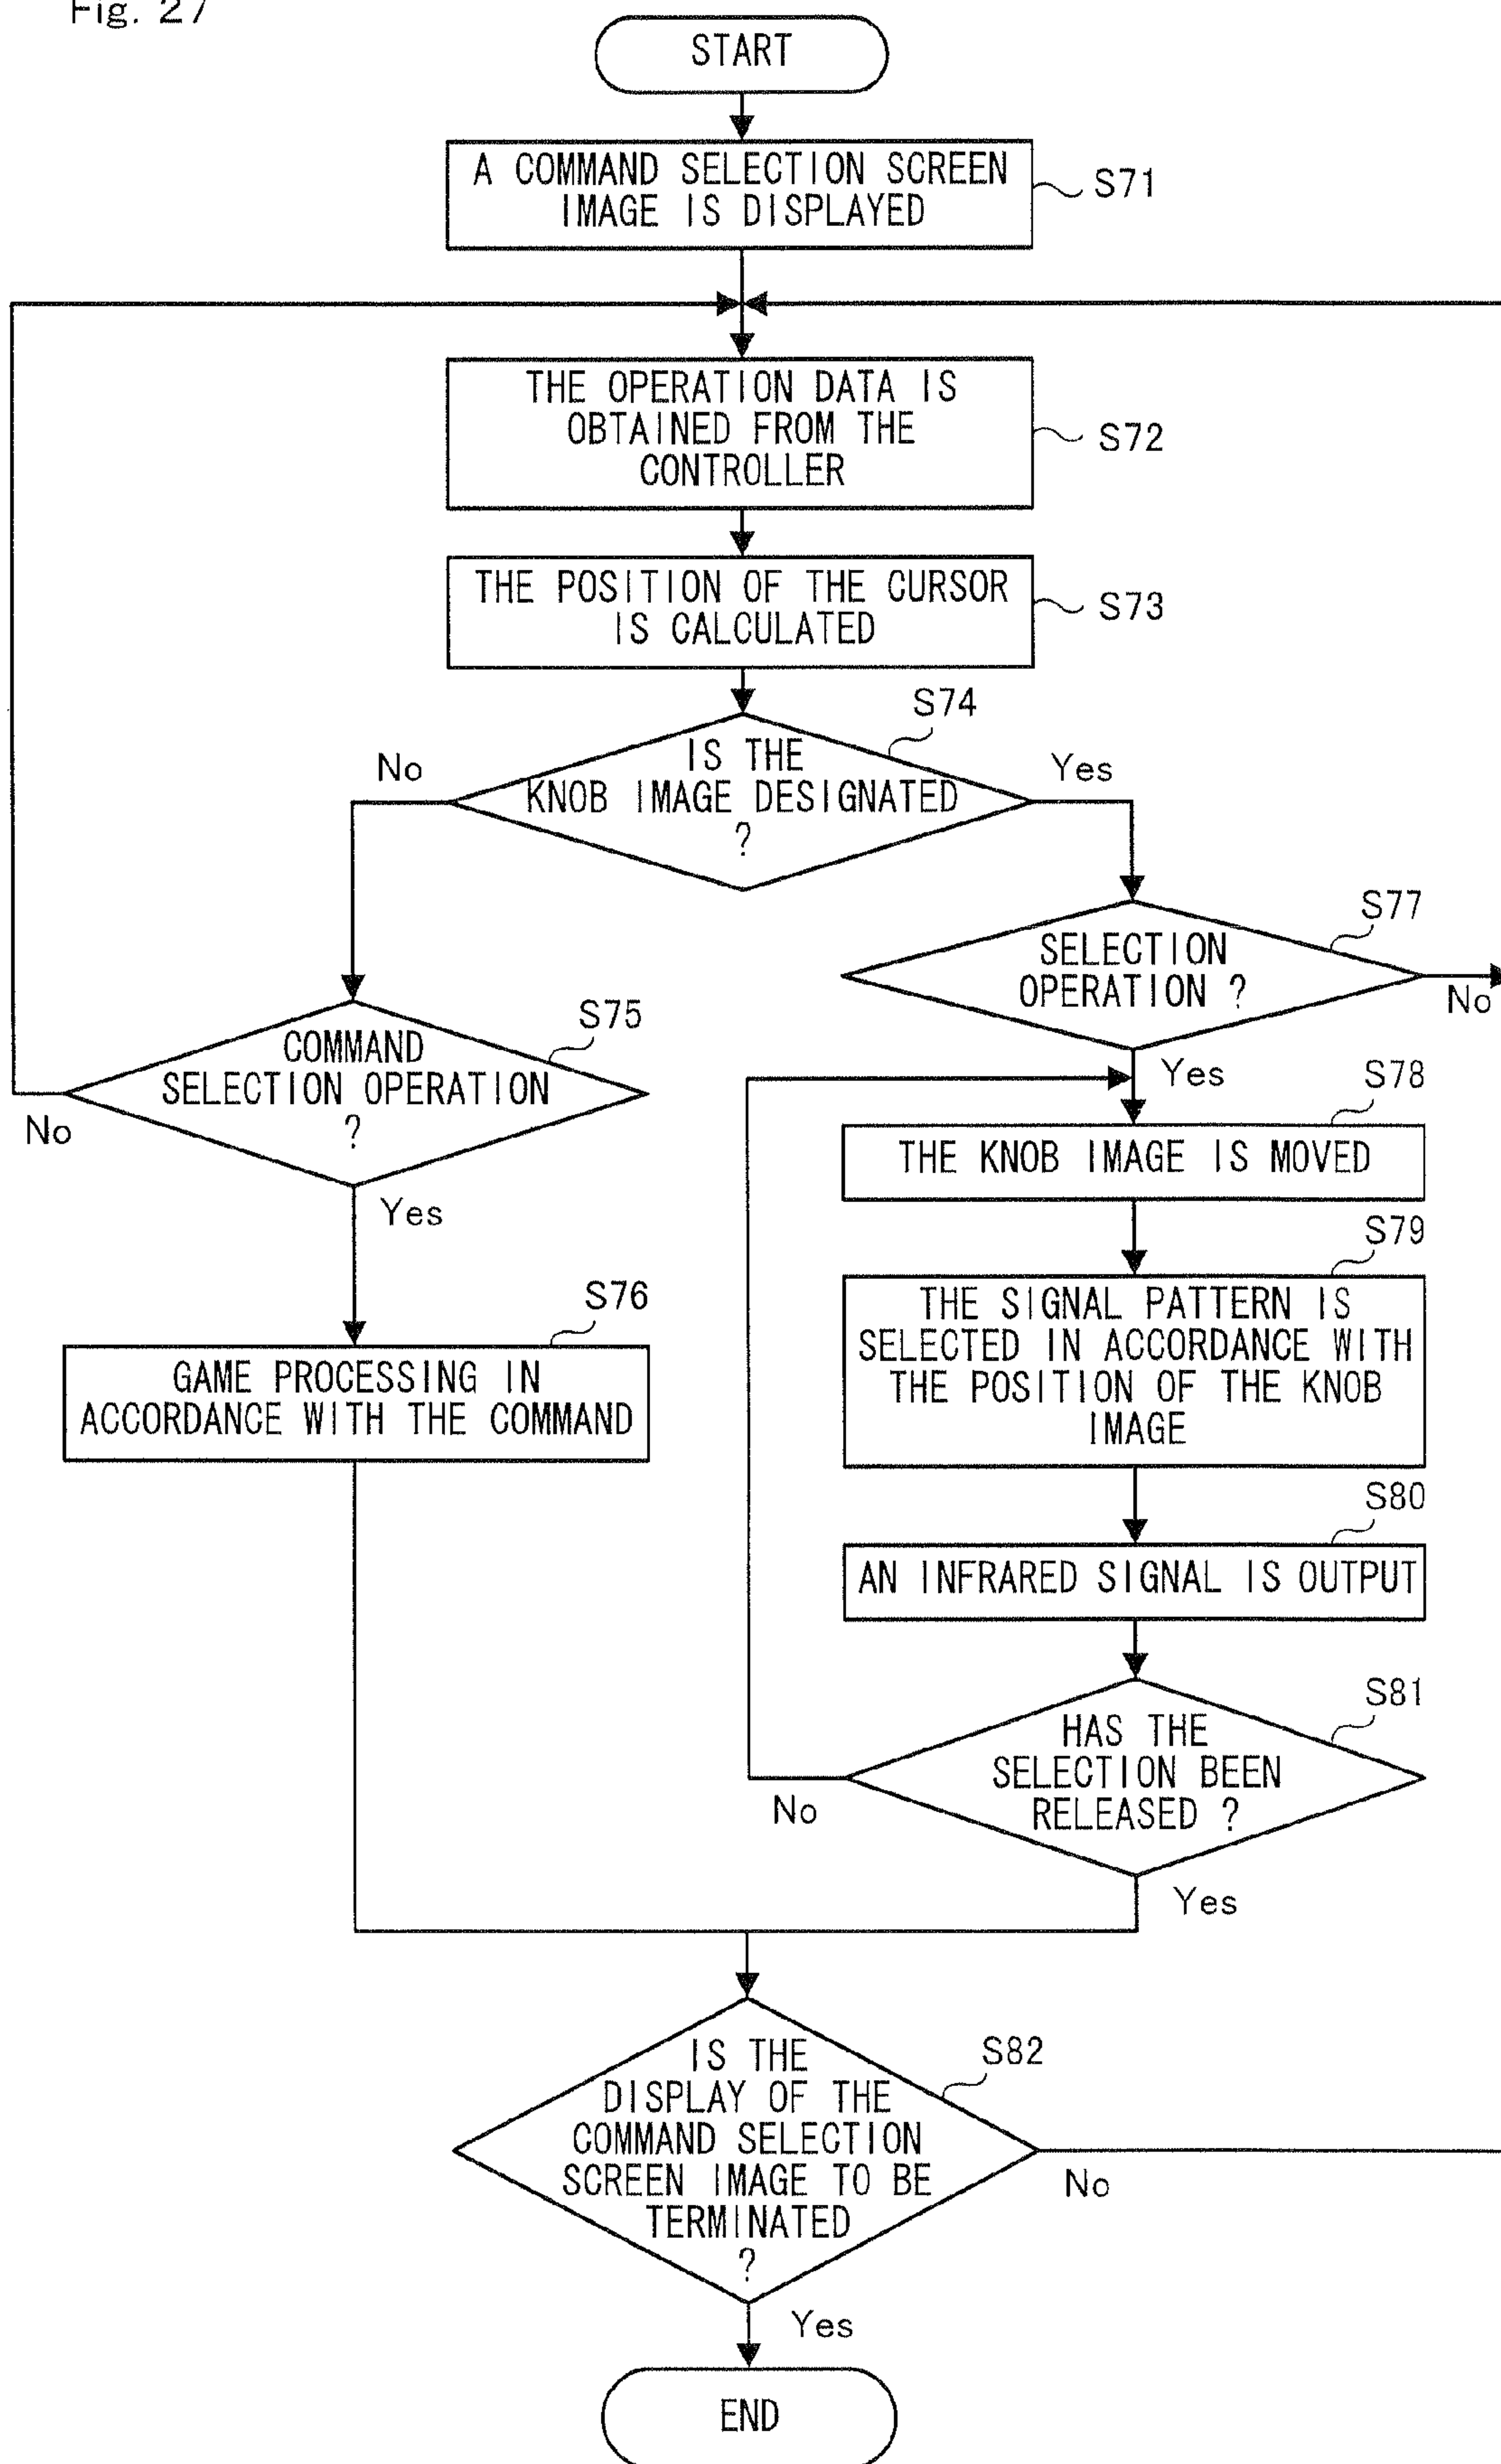 Fig. 27
START
A COMMAND SELECTION SCREEN
IMAGE IS DISPLAYED
S71
THE OPERATION DATA IS
OBTAINED FROM THE
CONTROLLER
S72
THE POSITION OF THE CURSOR
IS CALCULATED
S73
S74
IS THE
KNOB IMAGE DESIGNATED
?
No
Yes
S77
SELECTION
OPERATION ?
No
Yes
S75
COMMAND
SELECTION OPERATION
?
No
Yes
S78
THE KNOB IMAGE IS MOVED
S79
THE SIGNAL PATTERN IS
SELECTED IN ACCORDANCE WITH
THE POSITION OF THE KNOB
IMAGE
S76
GAME PROCESSING IN
ACCORDANCE WITH THE COMMAND
S80
AN INFRARED SIGNAL IS OUTPUT
S81
HAS THE
SELECTION BEEN
RELEASED ?
No
Yes
S82
IS THE
DISPLAY OF THE
COMMAND SELECTION
SCREEN IMAGE TO BE
TERMINATED
?
No
Yes
END